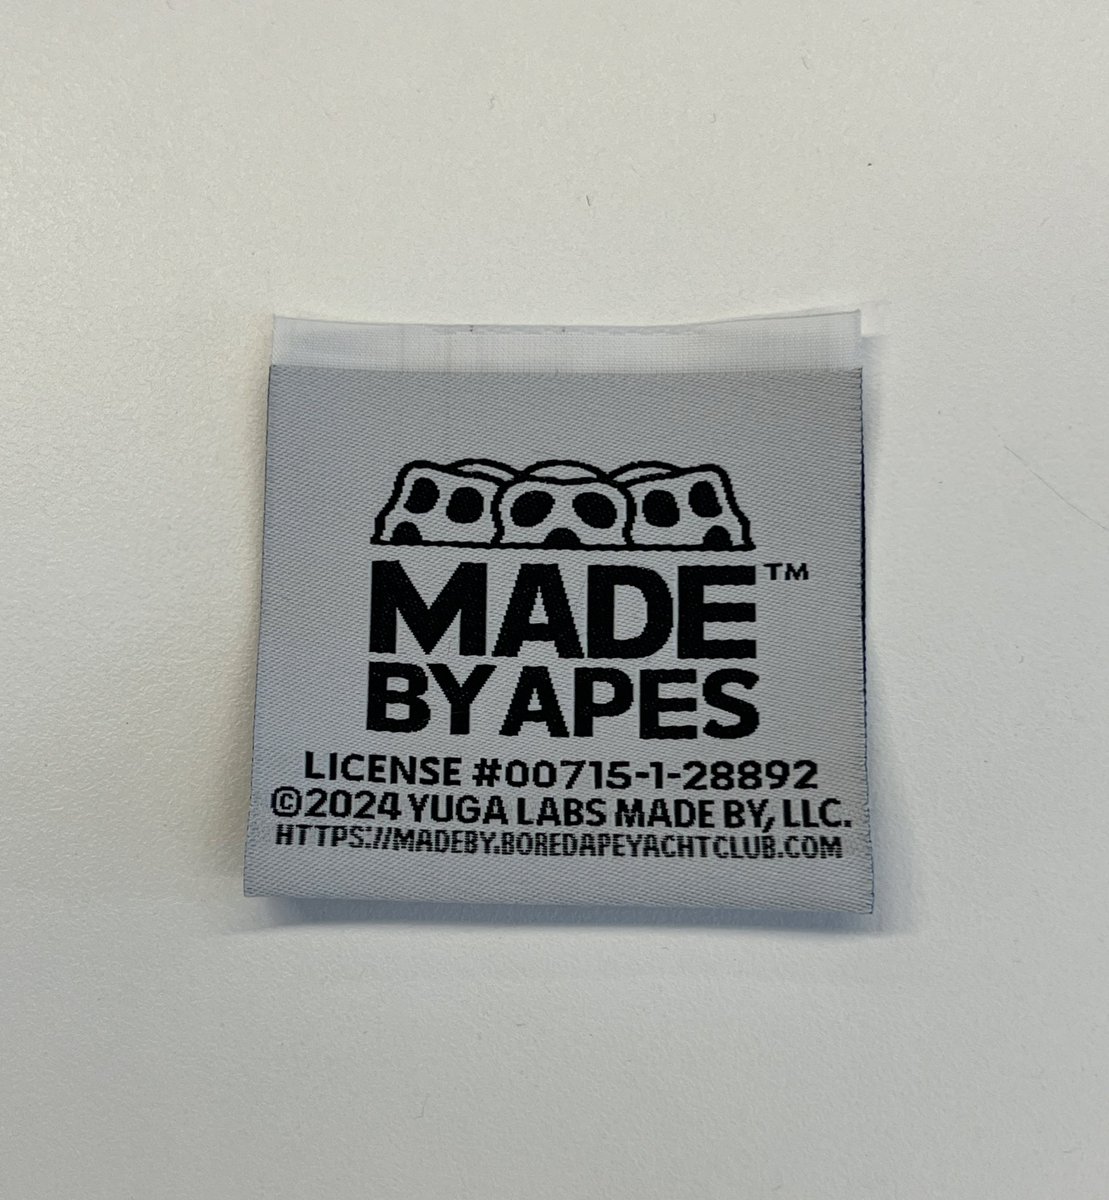 MADE™
BY APES
LICENSE #00715-1-28892
©2024 YUGA LABS MADE BY, LLC.
HTTPS://MADEBY.BOREDAPEYACHTCLUB.COM